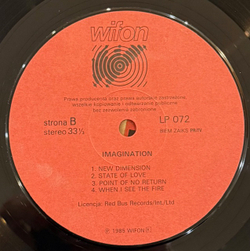 wifon
Prawa producenta oraz prawa autorskie zastrzeżone
wszelkie kopiowanie i odtwarzanie publiczne
bez zezwolenia zabronione
strona B
stereo 33⅓
LP 072
BIEM ZAIKS
IMAGINATION
1. NEW DIMENSION
2. STATE OF LOVE
3. POINT OF NO RETURN
4. WHEN I SEE THE FIRE
Licencja: Red Bus Records/Int/Ltd
WIFON